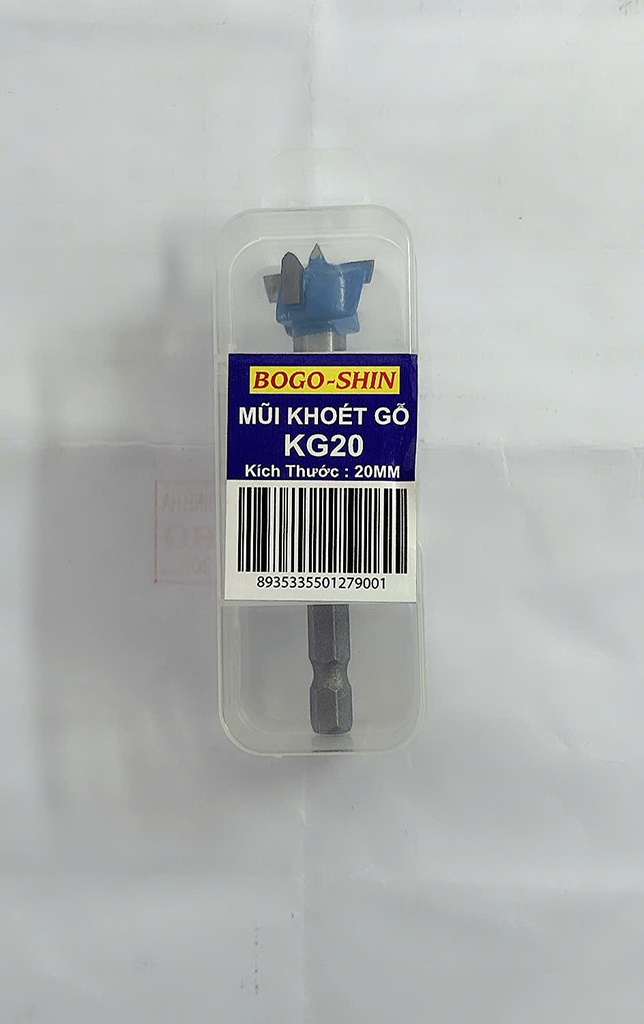 BOGO-SHIN
MŨI KHOÉT GỖ
KG20
Kích Thước : 20MM
8935335501279001